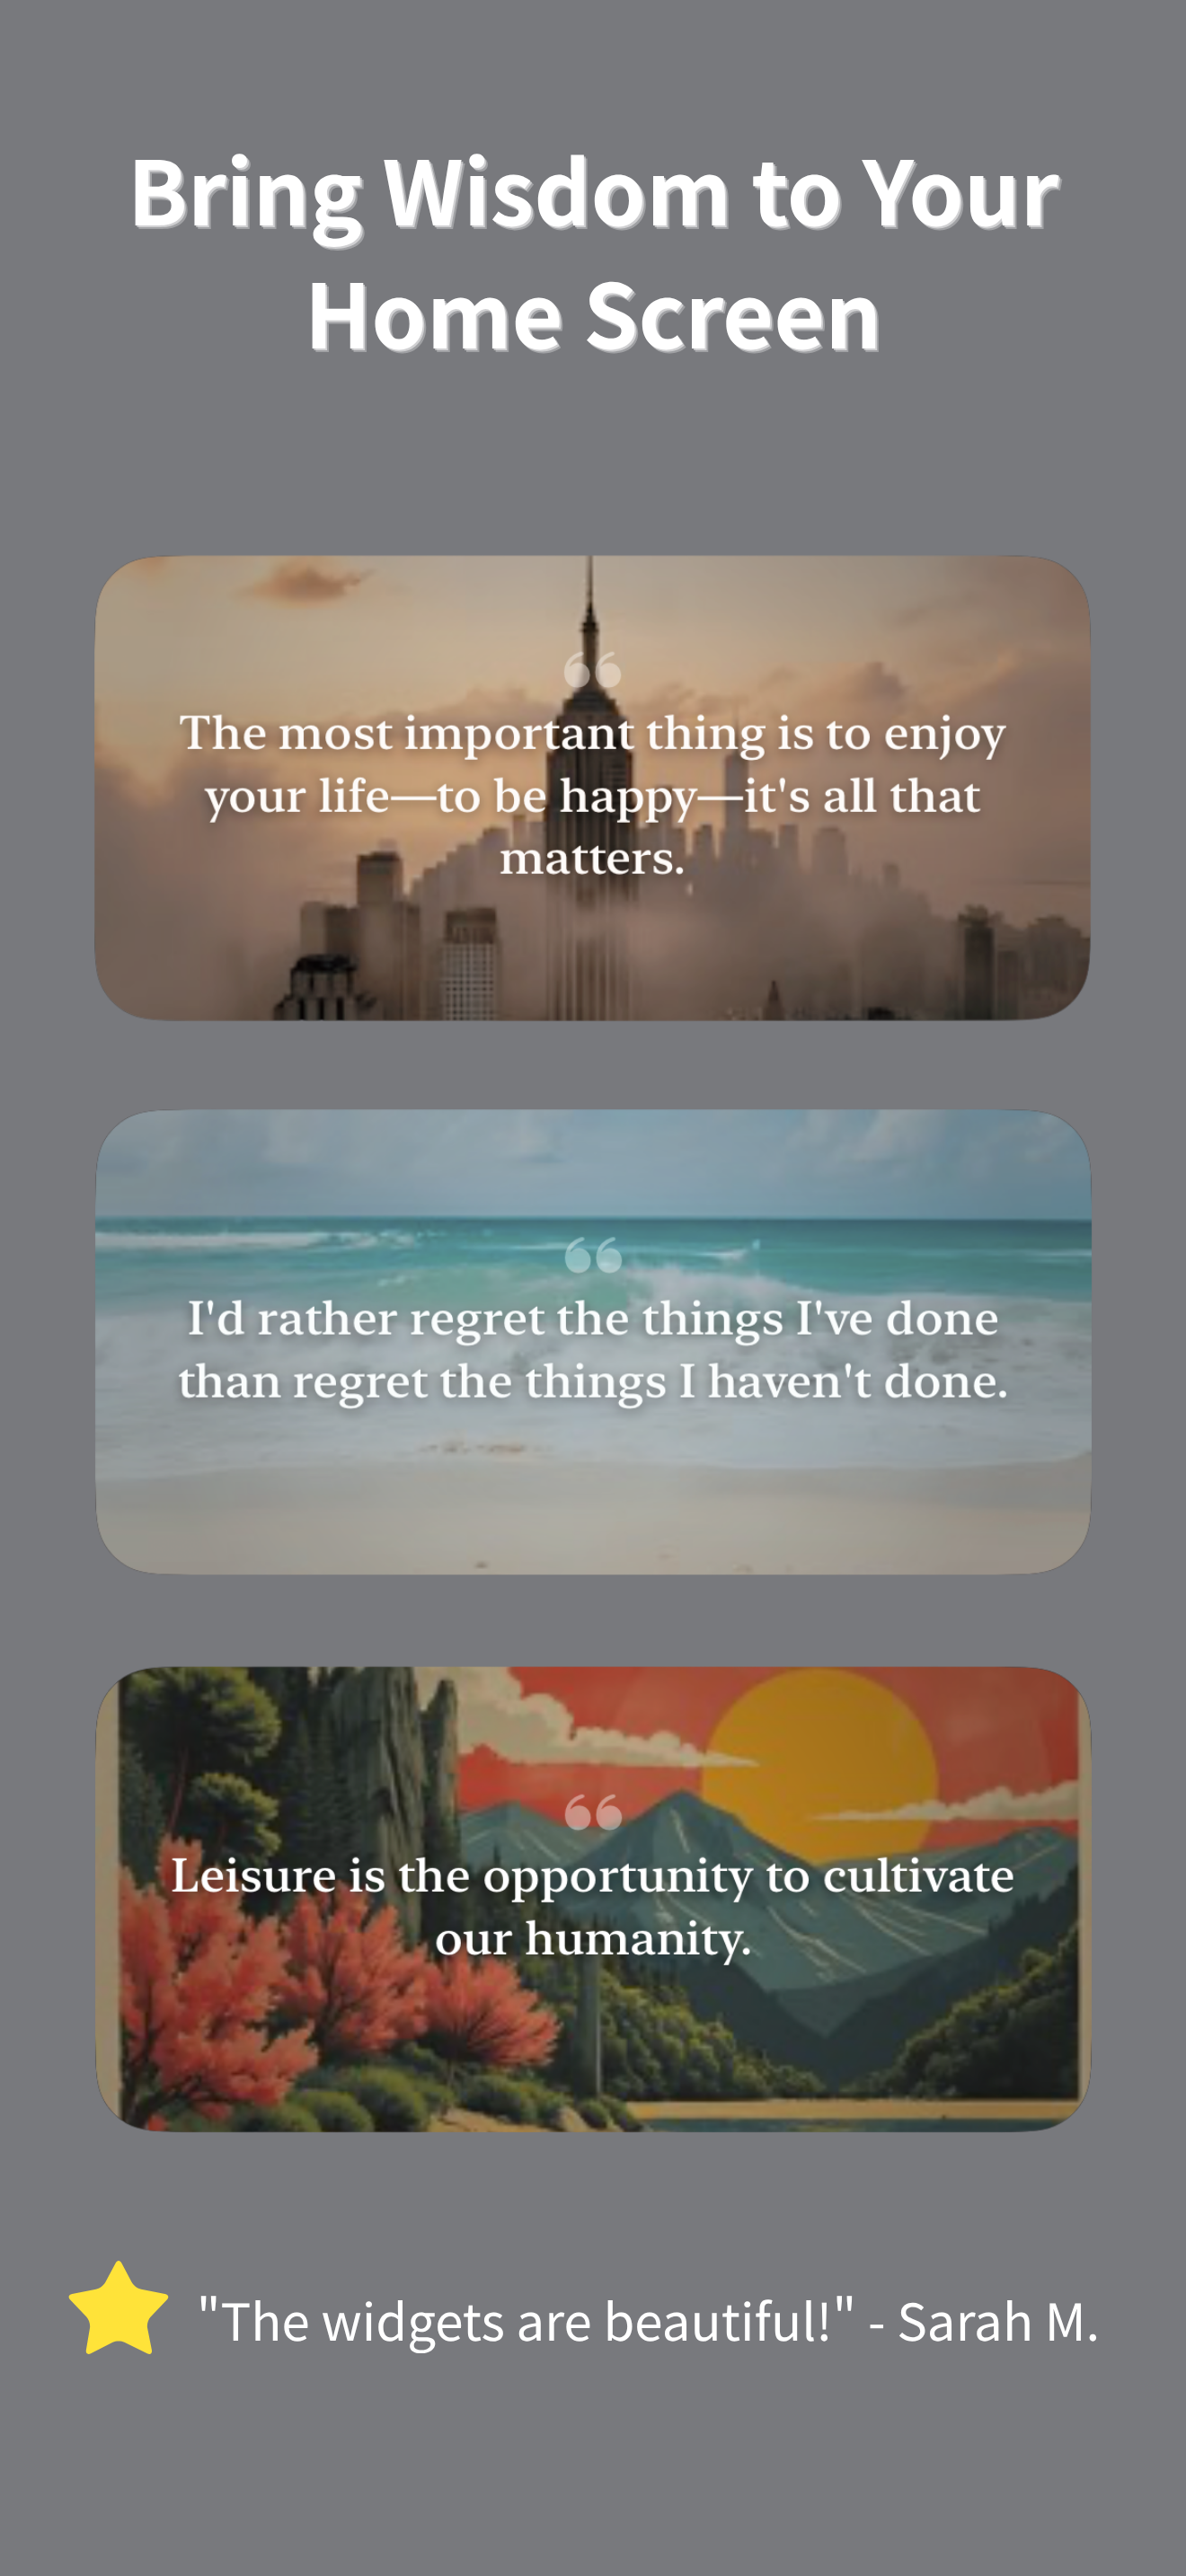 Bring Wisdom to Your
Home Screen
“
The most important thing is to enjoy
your life—to be happy—it's all that
matters.
“
I'd rather regret the things I've done
than regret the things I haven't done.
“
Leisure is the opportunity to cultivate
our humanity.
"The widgets are beautiful!" - Sarah M.